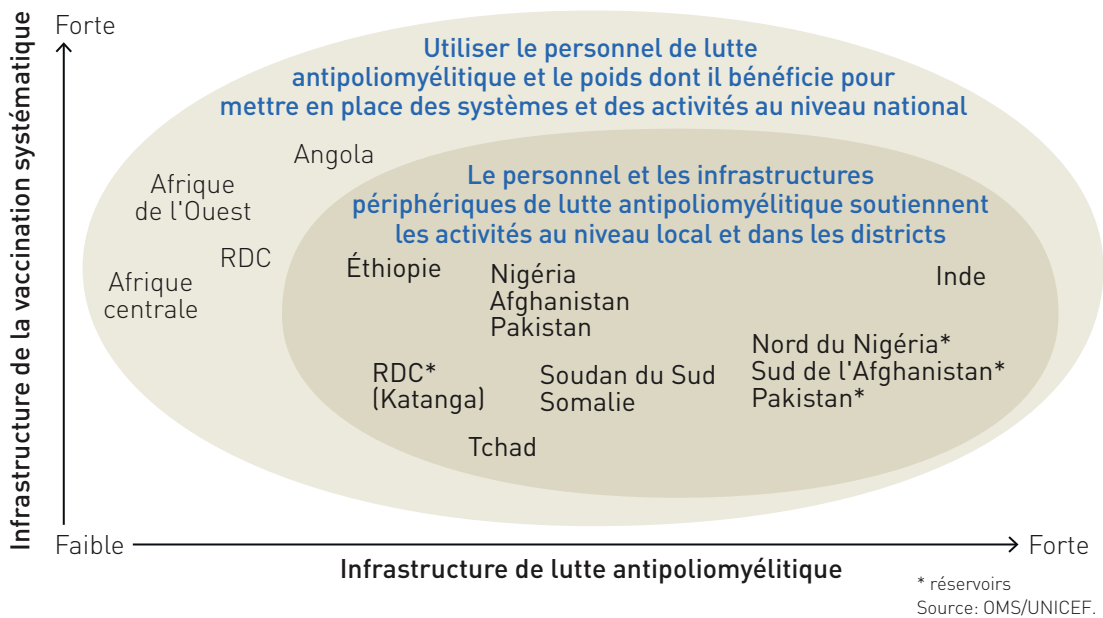 Infrastructure de la vaccination systématique
Forte
Utiliser le personnel de lutte
antipoliomyélitique et le poids dont il bénéficie pour
mettre en place des systèmes et des activités au niveau national
Angola
Afrique
de l'Ouest
RDC
Afrique
centrale
Le personnel et les infrastructures
périphériques de lutte antipoliomyélitique soutiennent
les activités au niveau local et dans les districts
Éthiopie
Nigéria
Afghanistan
Pakistan
Inde
RDC*
(Katanga)
Soudan du Sud
Somalie
Nord du Nigéria*
Sud de l'Afghanistan*
Pakistan*
Tchad
Faible
Forte
Infrastructure de lutte antipoliomyélitique
* réservoirs
Source: OMS/UNICEF.